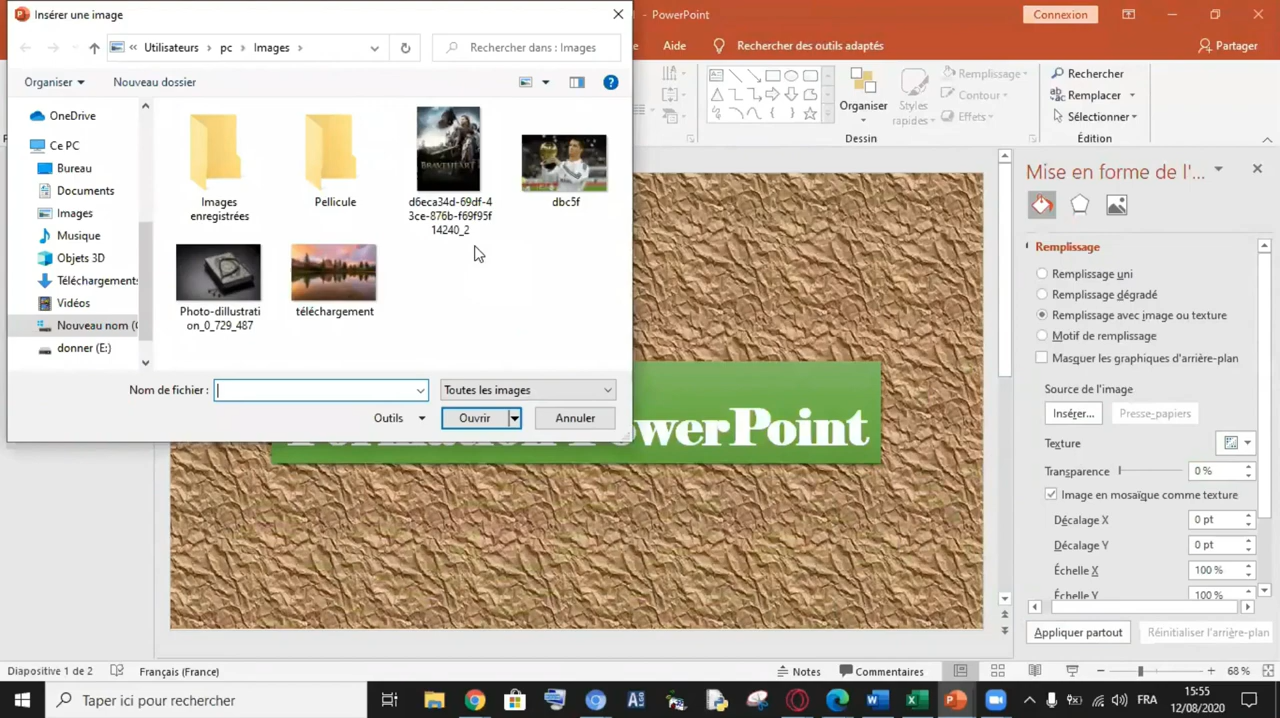 Insérer une image
- PowerPoint
Connexion
« Utilisateurs › pc › Images ›
Rechercher dans : Images
Aide
Rechercher des outils adaptés
Partager
Organiser
Nouveau dossier
OneDrive
Ce PC
Bureau
Documents
Images
Musique
Objets 3D
Téléchargements
Vidéos
Nouveau nom (
donner (E:)
Images
enregistrées
Pellicule
BRAVEHEART
d6eca34d-69df-4
3ce-876b-f69f95f
14240_2
dbc5f
Photo-dillustrati
on_0_729_487
téléchargement
Nom de fichier :
Toutes les images
Outils
Ouvrir
Annuler
Organiser
Styles
rapides
Remplissage
Contour
Effets
Dessin
Rechercher
Remplacer
Sélectionner
Édition
PowerPoint
Mise en forme de l'...
Remplissage
Remplissage uni
Remplissage dégradé
Remplissage avec image ou texture
Motif de remplissage
Masquer les graphiques d'arrière-plan
Source de l'image
Insérer...
Presse-papiers
Texture
Transparence
0 %
Image en mosaïque comme texture
Décalage X
0 pt
Décalage Y
0 pt
Échelle X
100 %
Échelle Y
100 %
Appliquer partout
Réinitialiser l'arrière-plan
Diapositive 1 de 2
Français (France)
Notes
Commentaires
68 %
Taper ici pour rechercher
FRA
15:55
12/08/2020